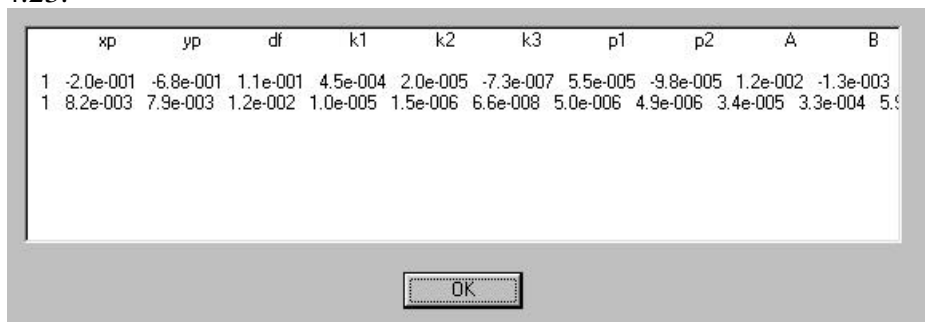 xp yp df k1 k2 k3 p1 p2 A B
1 -2.0e-001 -6.8e-001 1.1e-001 4.5e-004 2.0e-005 -7.3e-007 5.5e-005 -9.8e-005 1.2e-002 -1.3e-003
1 8.2e-003 7.9e-003 1.2e-002 1.0e-005 1.5e-006 6.6e-008 5.0e-006 4.9e-006 3.4e-005 3.3e-004
OK